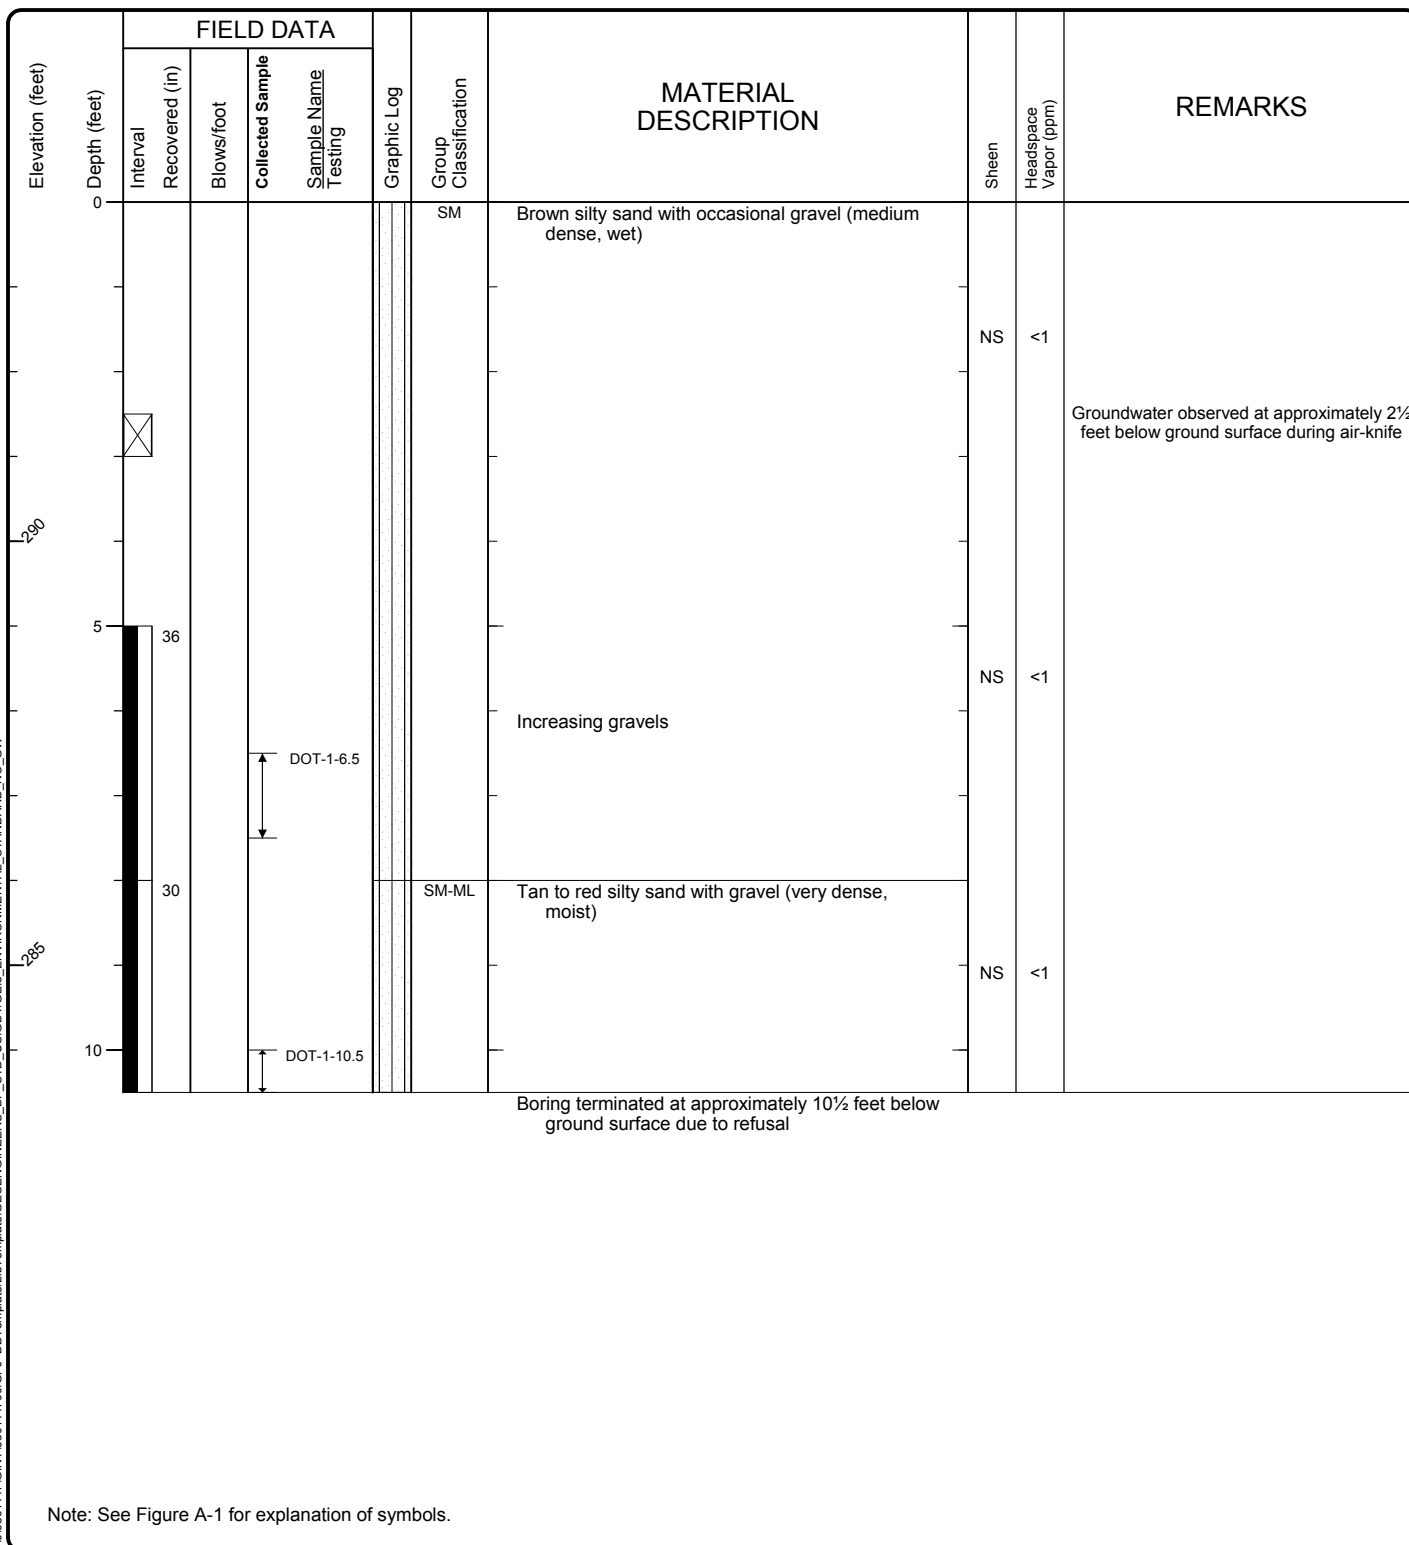 FIELD DATA
Elevation (feet)
Depth (feet)
Interval
Recovered (in)
Blows/foot
Collected Sample
Sample Name
Testing
Graphic Log
Group
Classification
MATERIAL
DESCRIPTION
Sheen
Headspace
Vapor (ppm)
REMARKS
0
SM
Brown silty sand with occasional gravel (medium
dense, wet)
NS <1
Groundwater observed at approximately 2½
feet below ground surface during air-knife
290
5
36
NS <1
Increasing gravels
DOT-1-6.5
30
SM-ML
Tan to red silty sand with gravel (very dense,
moist)
285
NS <1
10
DOT-1-10.5
Boring terminated at approximately 10½ feet below
ground surface due to refusal
Note: See Figure A-1 for explanation of symbols.